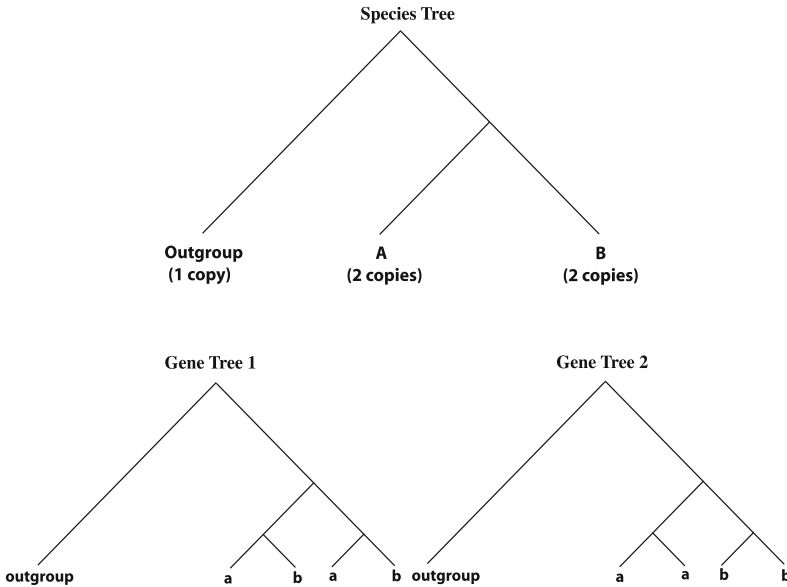 Species Tree
Outgroup
(1 copy)
A
(2 copies)
B
(2 copies)
Gene Tree 1
outgroup
a
b
a
b
Gene Tree 2
outgroup
a
a
b
b